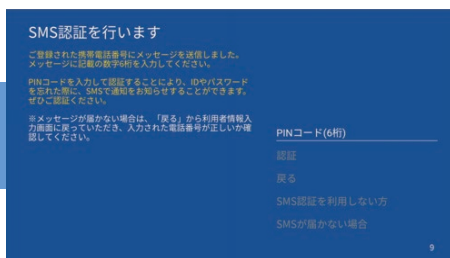 SMS認証を行います
ご登録された携帯電話番号にメッセージを送信しました。
メッセージに記載の数字6桁を入力してください。
PINコードを入力して認証することにより、IDやパスワード
を忘れた際に、SMSで通知をお知らせすることができます。
ぜひご認証ください。
※メッセージが届かない場合は、「戻る」から利用者情報入
力画面に戻っていただき、入力された電話番号が正しいか確
認してください。
PINコード(6桁)
認証
戻る
SMS認証を利用しない方
SMSが届かない場合
9